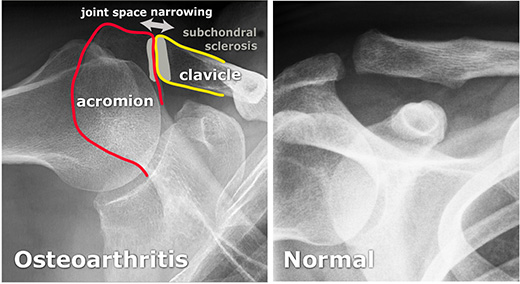 joint space narrowing
subchondral
sclerosis
clavicle
acromion
Osteoarthritis
Normal